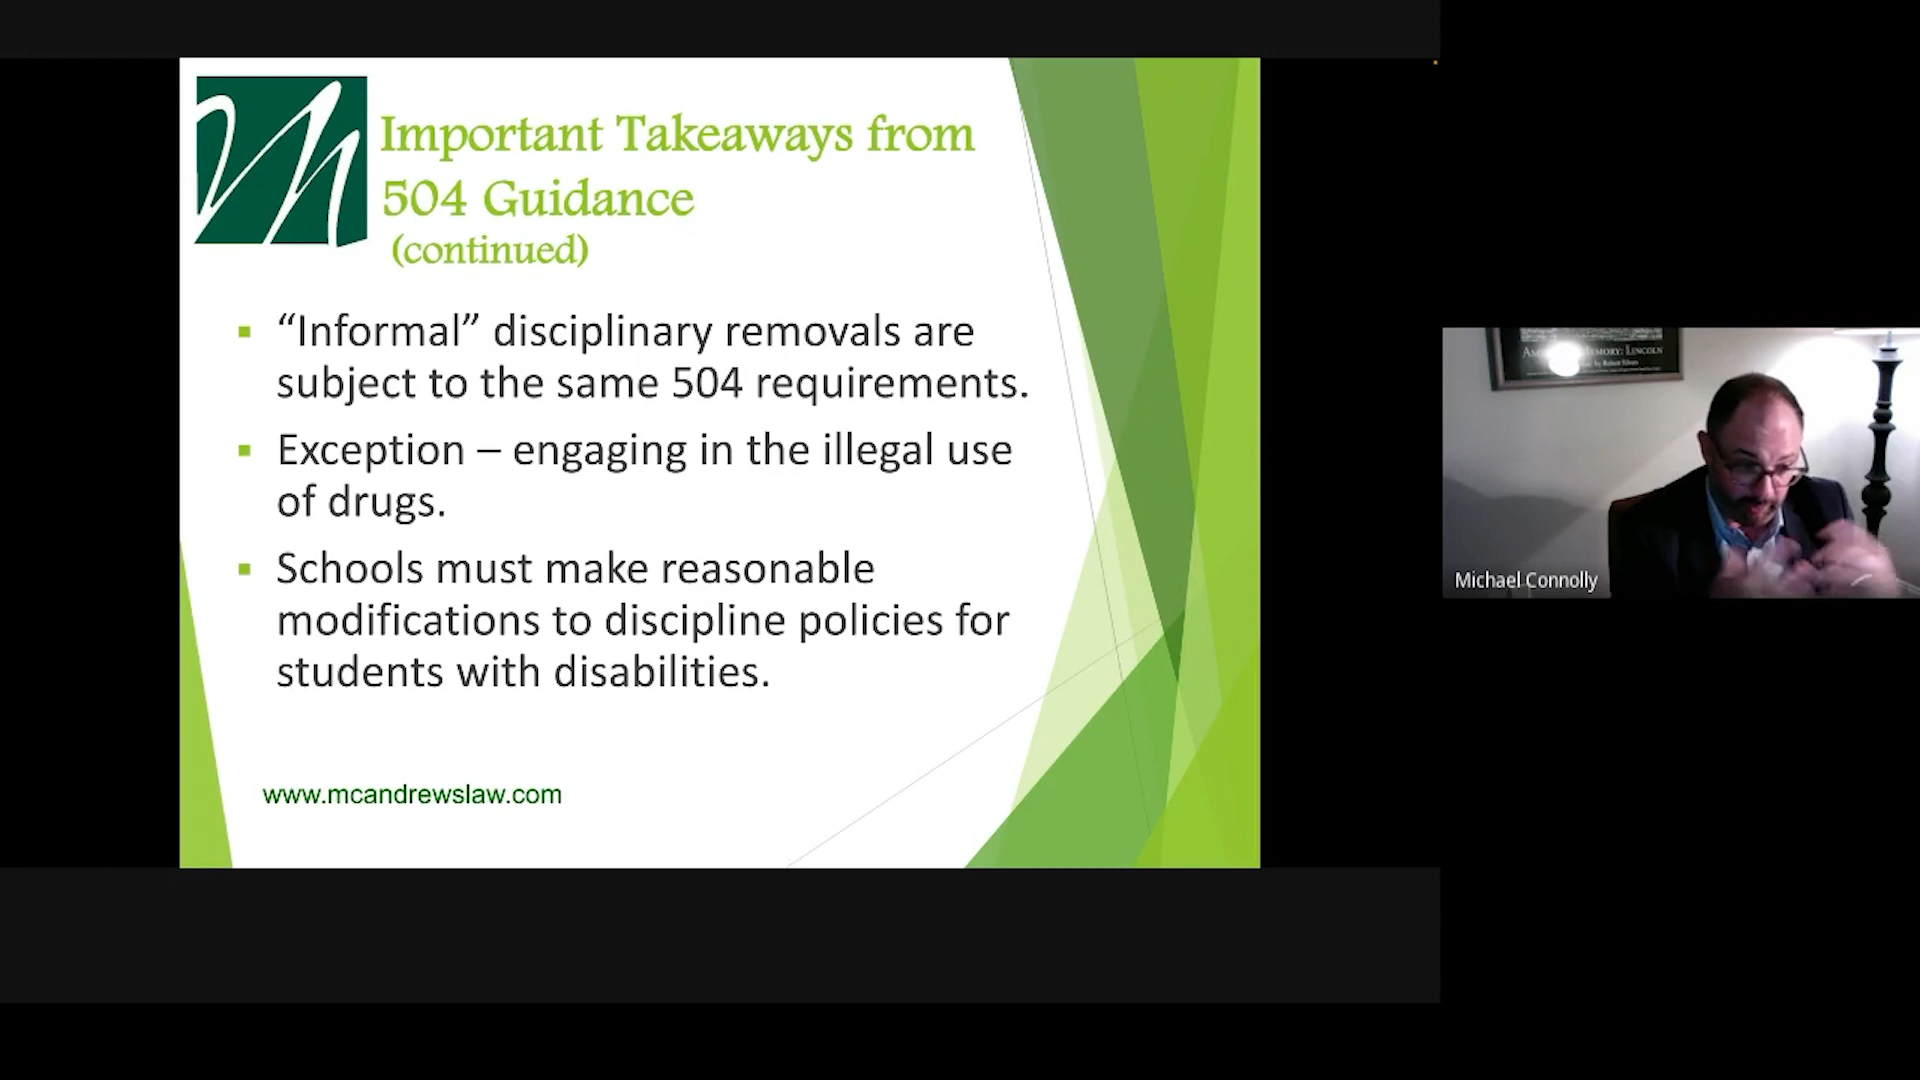 Important Takeaways from
504 Guidance
(continued)
“Informal” disciplinary removals are
subject to the same 504 requirements.
Exception – engaging in the illegal use
of drugs.
Schools must make reasonable
modifications to discipline policies for
students with disabilities.
www.mcandrewslaw.com
Lincoln
Michael Connolly